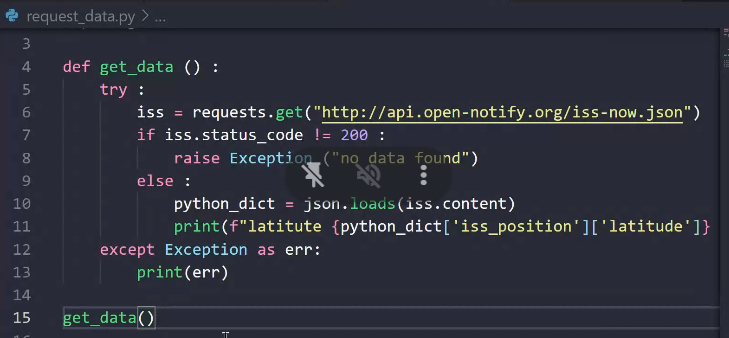 request_data.py > ...
3
4 def get_data () :
5     try :
6         iss = requests.get("http://api.open-notify.org/iss-now.json")
7         if iss.status_code != 200 :
8             raise Exception ("no data found")
9         else :
10             python_dict = json.loads(iss.content)
11             print(f"latitute {python_dict['iss_position']['latitude']}
12     except Exception as err:
13         print(err)
14
15 get_data()